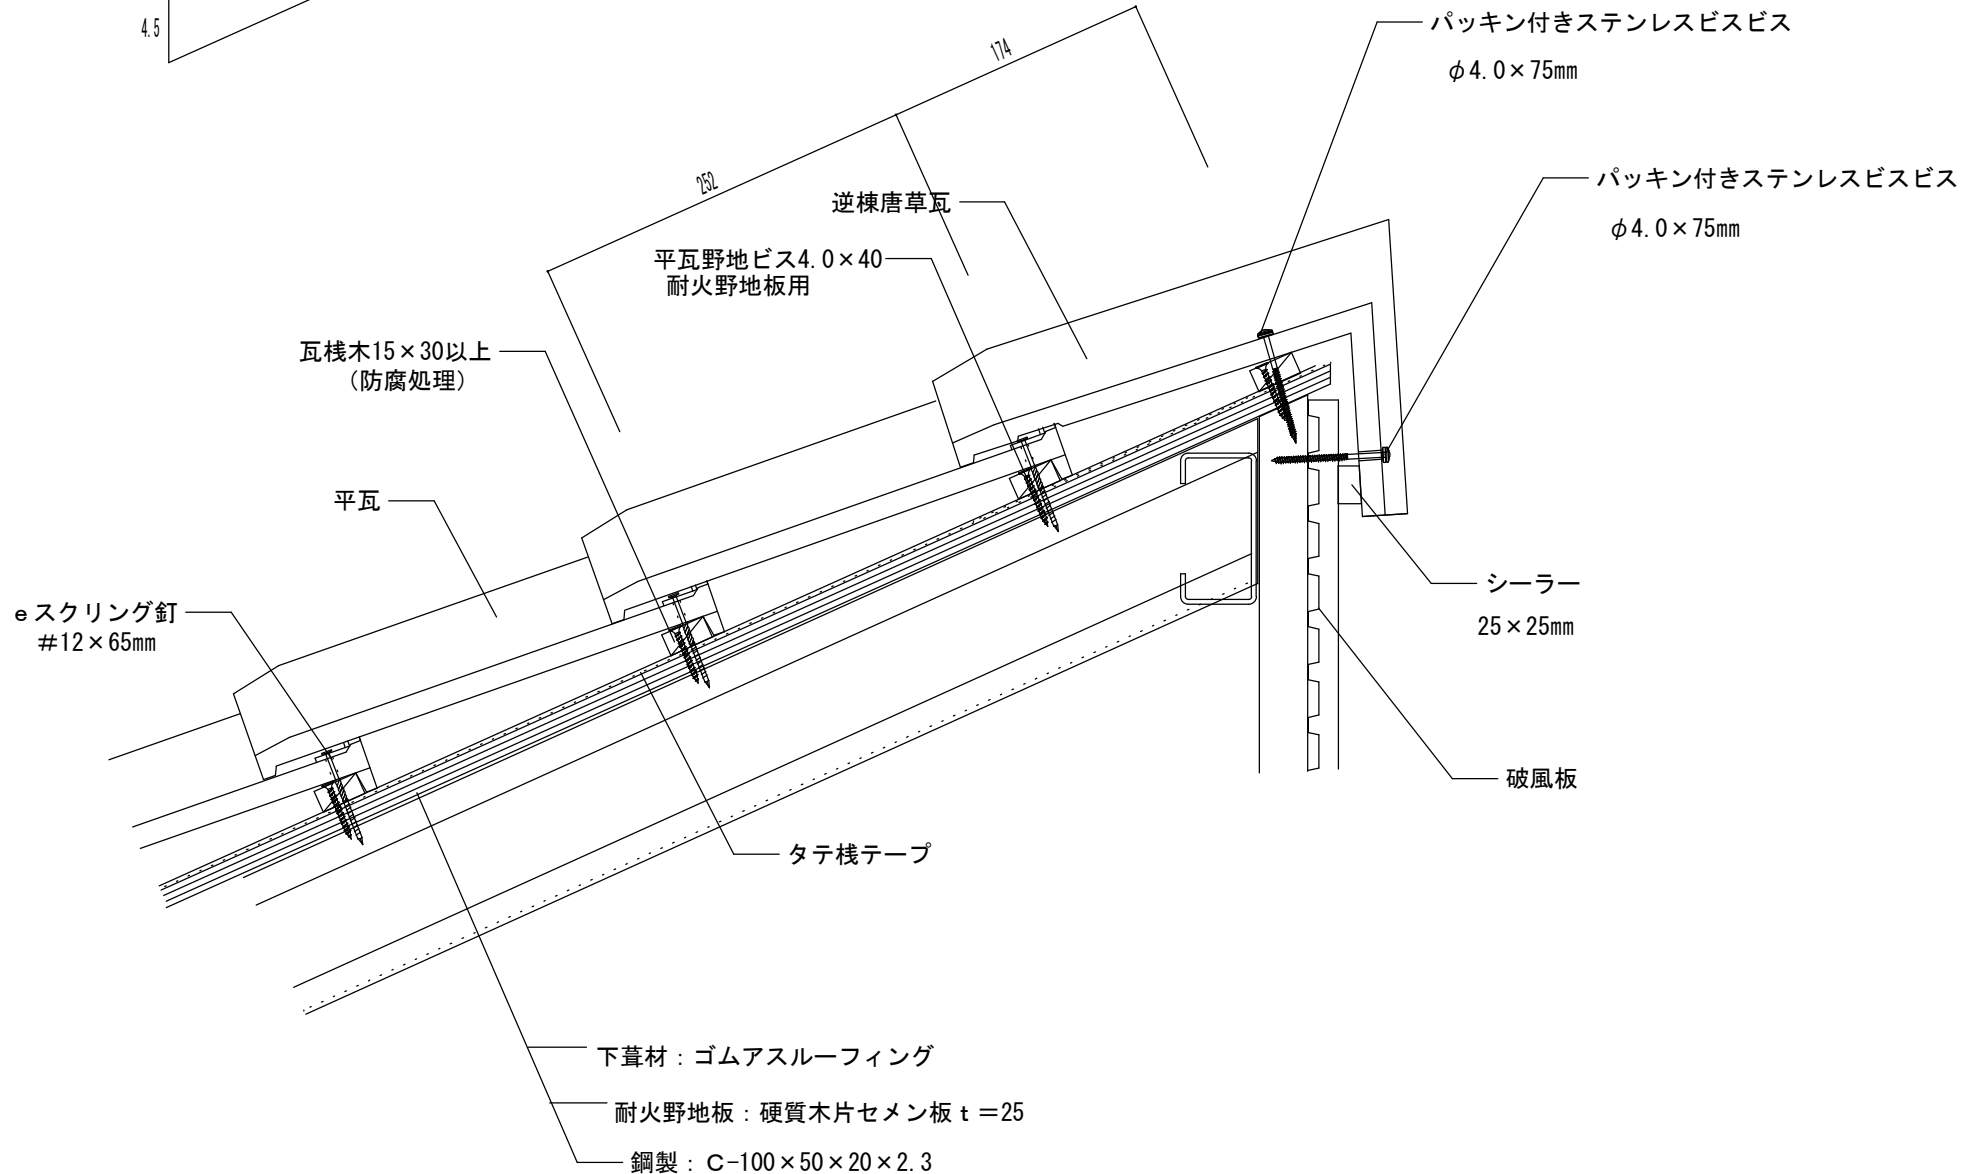 4.5
174
252
パッキン付きステンレスビスビス
φ4.0×75mm
パッキン付きステンレスビスビス
φ4.0×75mm
逆棟唐草瓦
平瓦野地ビス4.0×40
耐火野地板用
瓦桟木15×30以上
（防腐処理）
平瓦
eスクリング釘
＃12×65mm
シーラー
25×25mm
破風板
タテ桟テープ
下葺材：ゴムアスルーフィング
耐火野地板：硬質木片セメン板ｔ＝25
鋼製：C-100×50×20×2.3